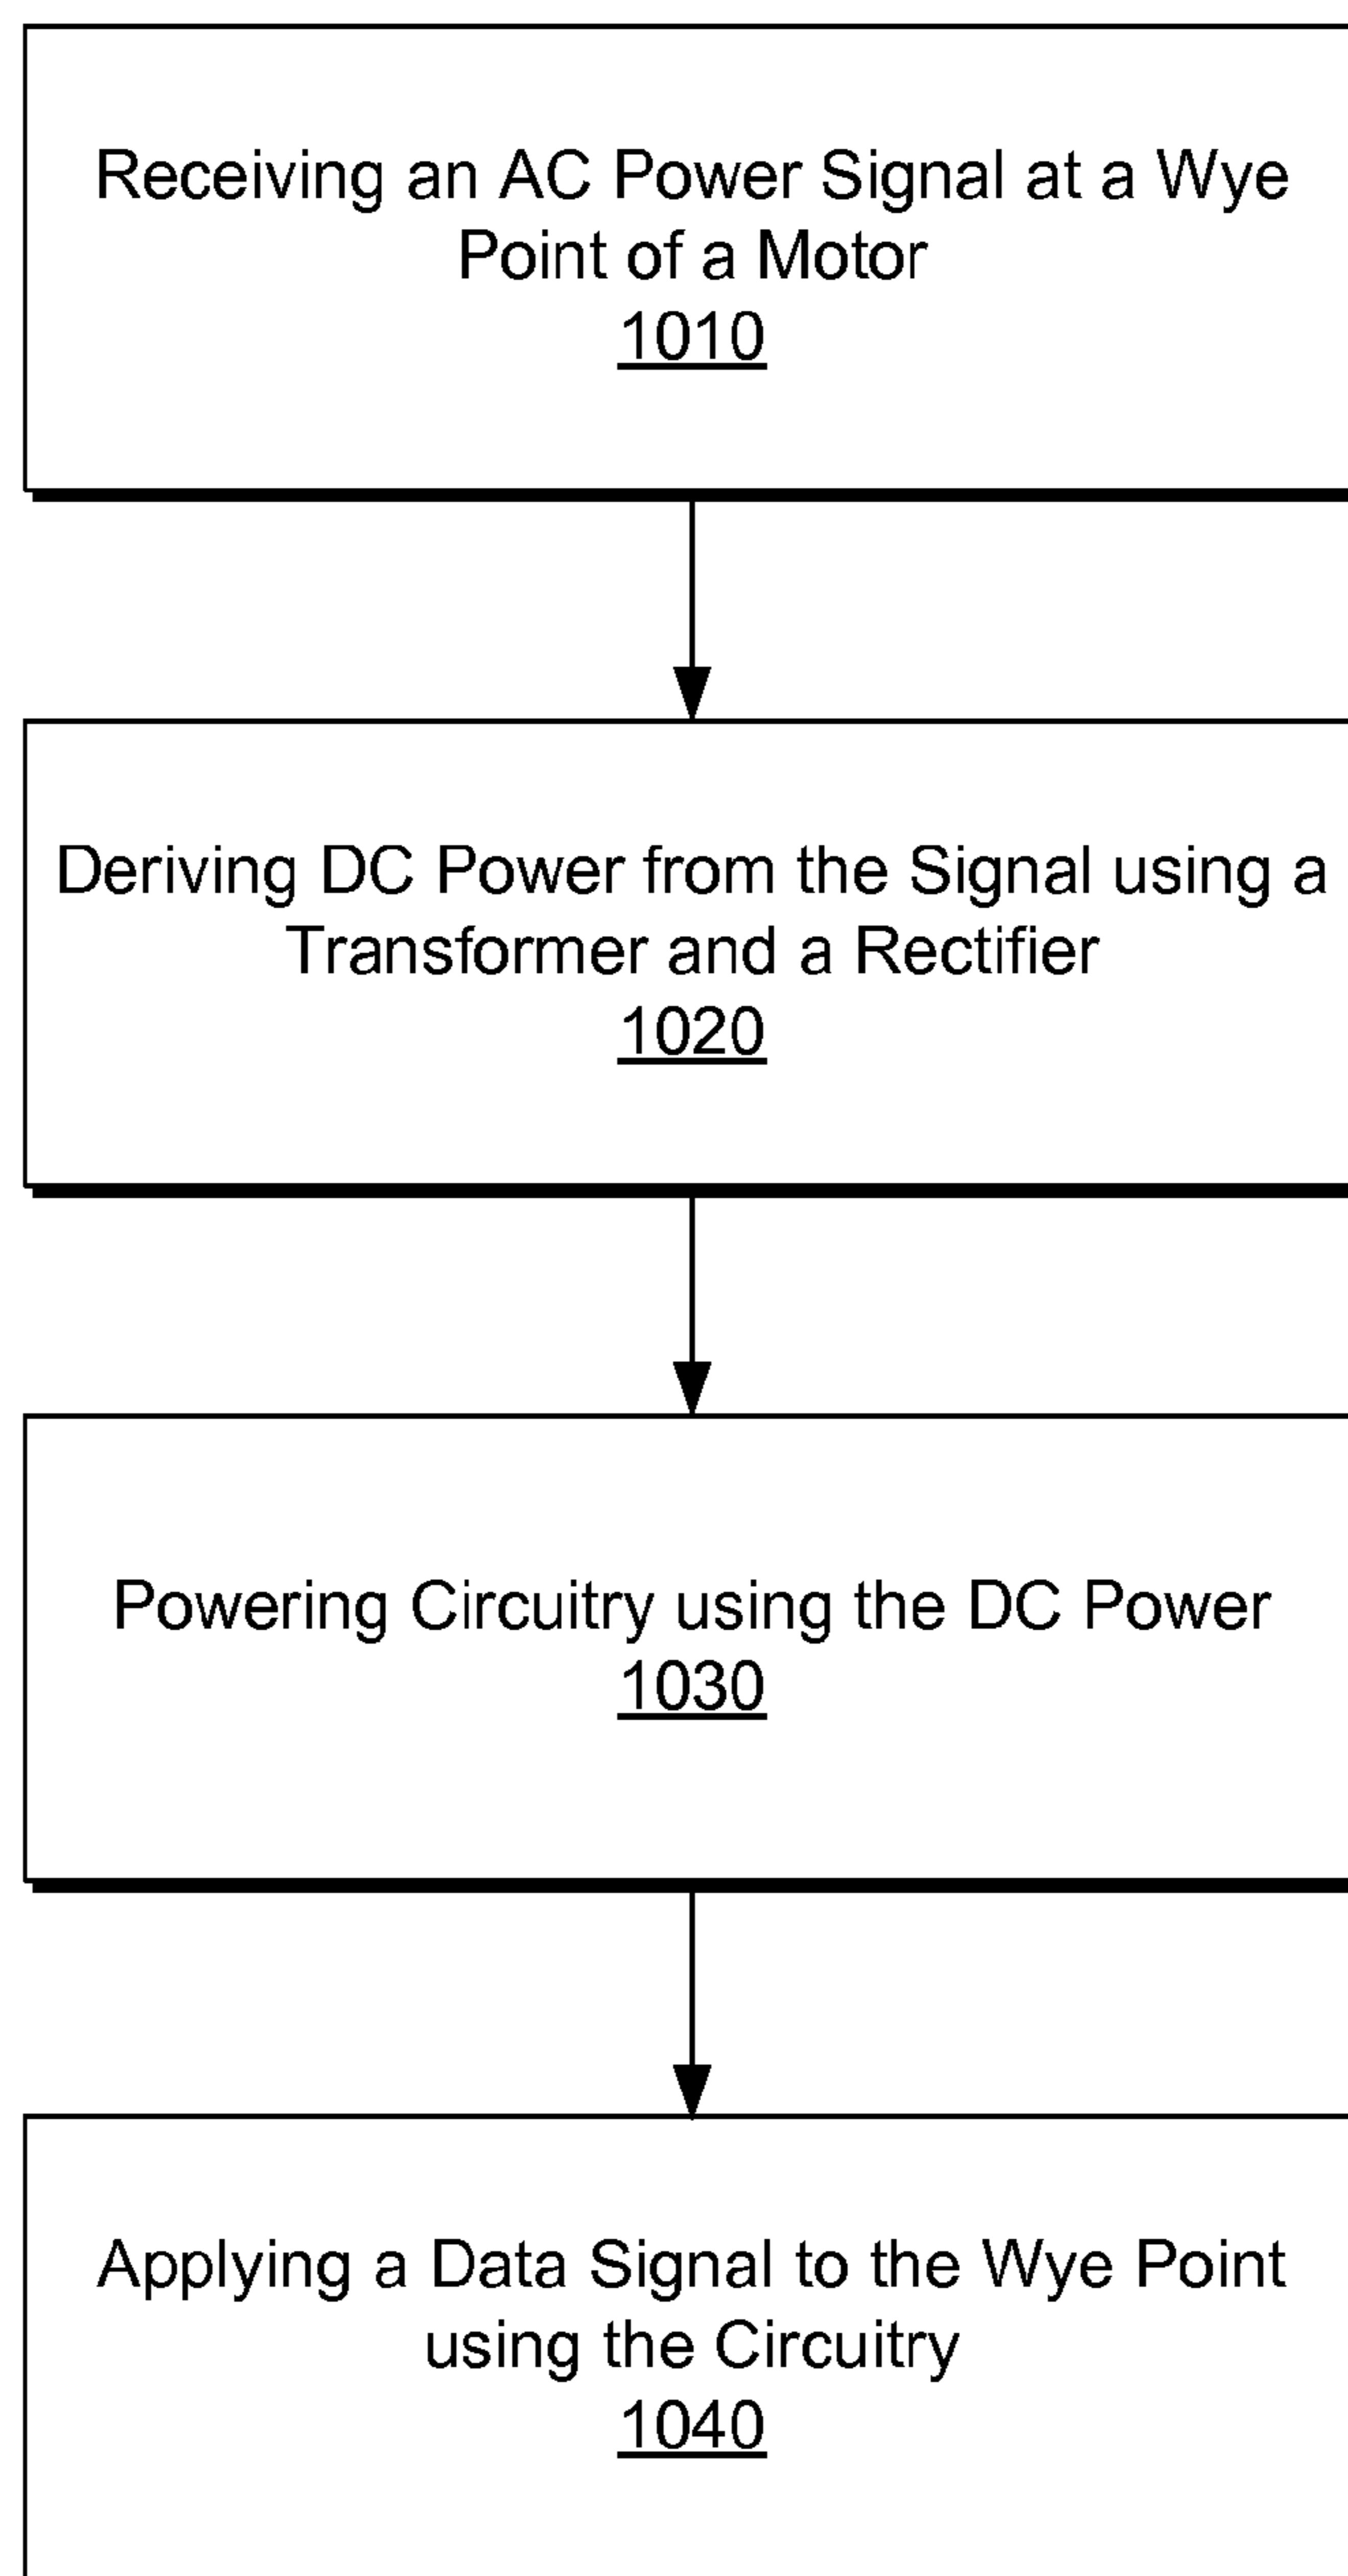 Receiving an AC Power Signal at a Wye
Point of a Motor
1010
Deriving DC Power from the Signal using a
Transformer and a Rectifier
1020
Powering Circuitry using the DC Power
1030
Applying a Data Signal to the Wye Point
using the Circuitry
1040